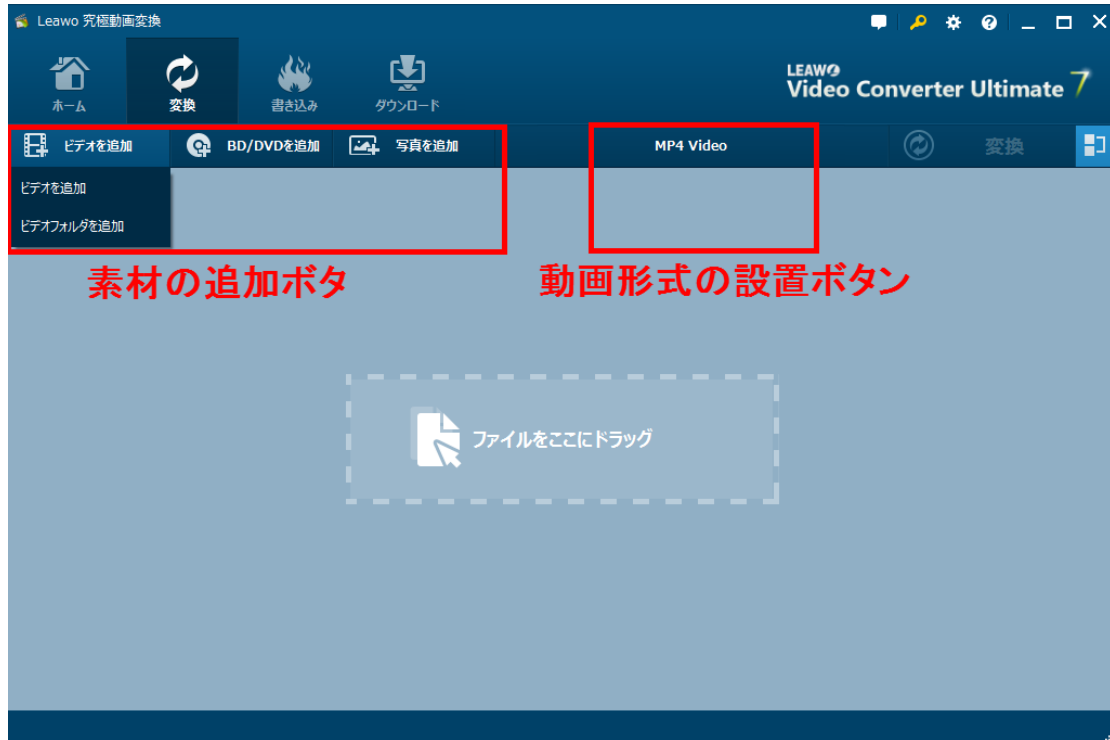 Leawo 究極動画変換
ホーム
変換
書き込み
ダウンロード
LEAWO
Video Converter Ultimate 7
ビデオを追加
BD/DVDを追加
写真を追加
MP4 Video
変換
ビデオを追加
ビデオフォルダを追加
素材の追加ボタ
動画形式の設置ボタン
ファイルをここにドラッグ